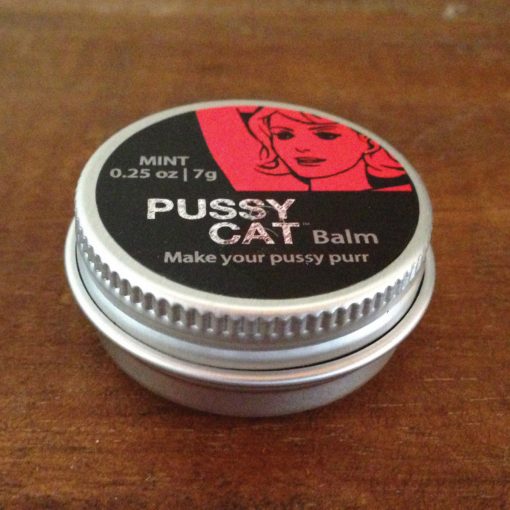 MINT
0.25 oz | 7g
PUSSY
CAT™ Balm
Make your pussy purr